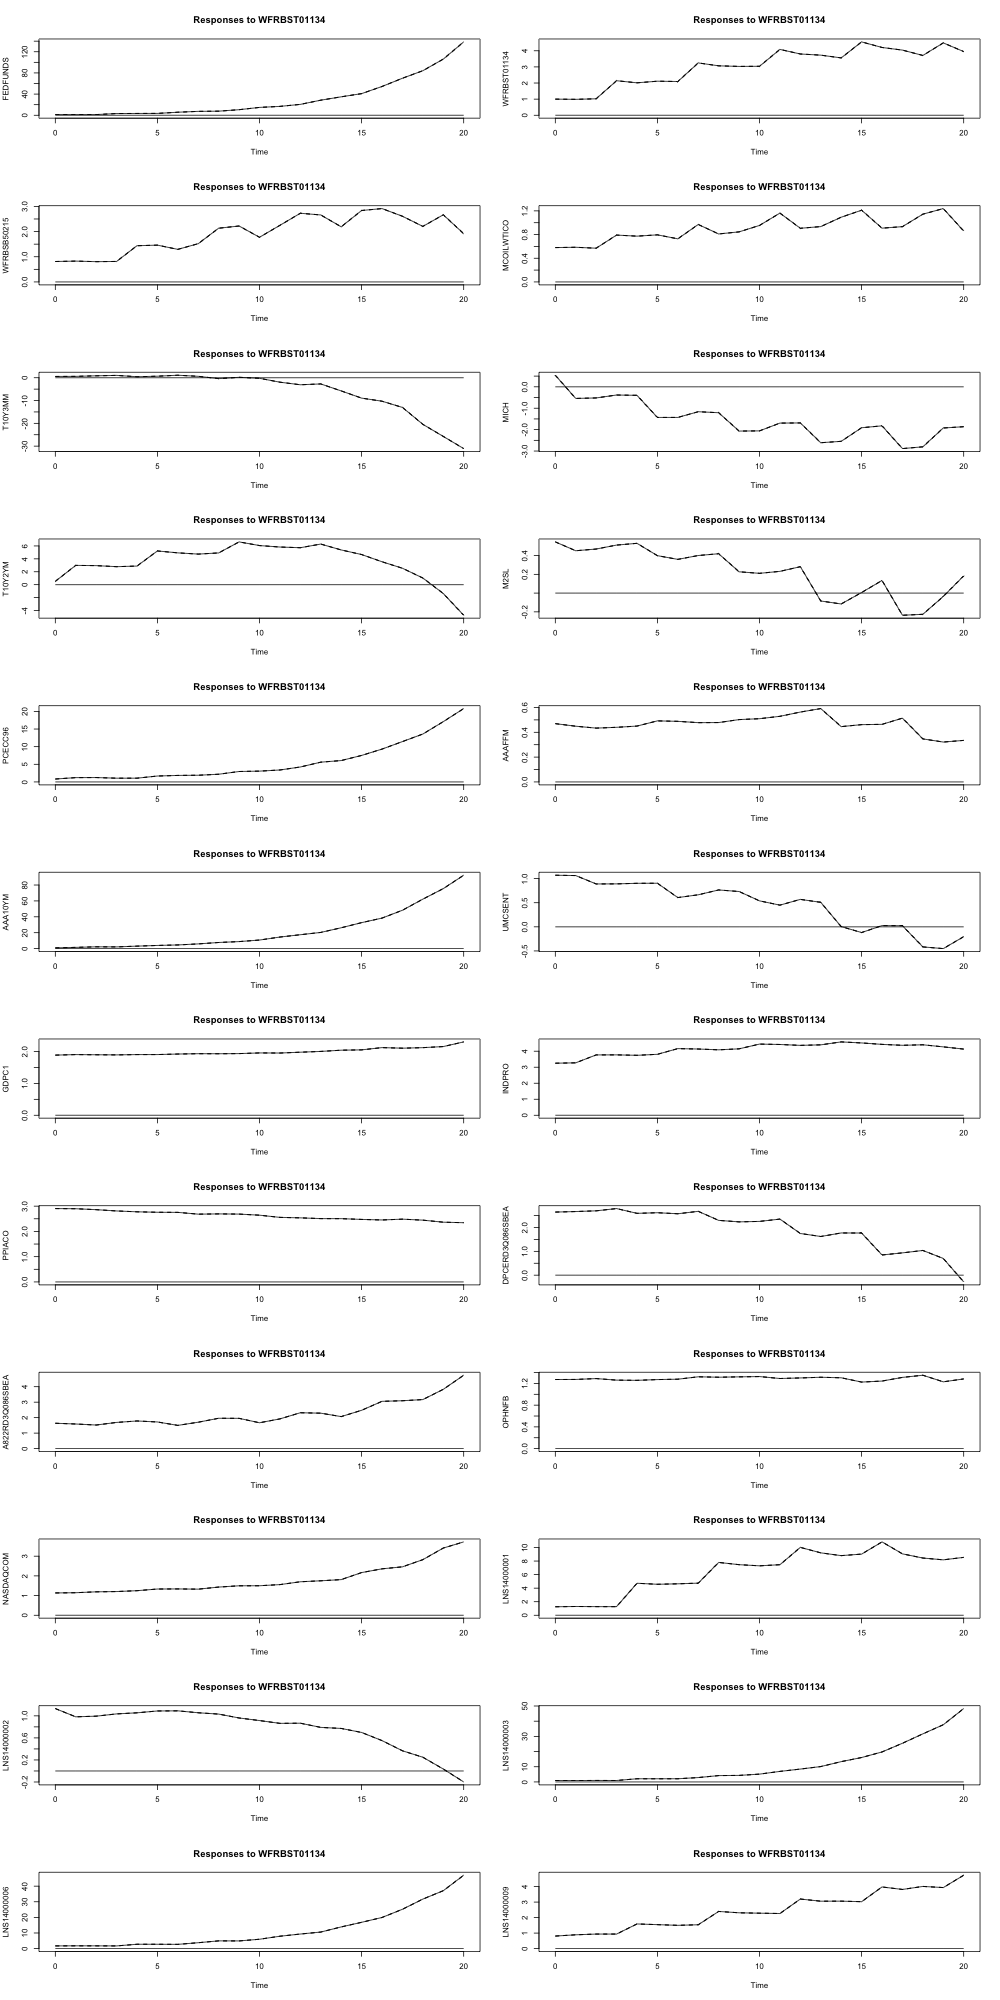 Responses to WFRBST01134
FEDFUNDS
0 40 80 120
0 5 10 15 20
Time
Responses to WFRBST01134
WFRBST01134
0 1 2 3 4
0 5 10 15 20
Time
Responses to WFRBST01134
WFRBSB50215
0.0 1.0 2.0 3.0
0 5 10 15 20
Time
Responses to WFRBST01134
MCOILWTICO
0.0 0.4 0.8 1.2
0 5 10 15 20
Time
Responses to WFRBST01134
T10Y3MM
-30 -20 -10 0
0 5 10 15 20
Time
Responses to WFRBST01134
MICH
-3.0 -2.0 -1.0 0.0
0 5 10 15 20
Time
Responses to WFRBST01134
T10Y2YM
-4 0 2 4 6
0 5 10 15 20
Time
Responses to WFRBST01134
M2SL
-0.2 0.2 0.4
0 5 10 15 20
Time
Responses to WFRBST01134
PCECC96
0 5 10 15 20
0 5 10 15 20
Time
Responses to WFRBST01134
AAAFFM
0.0 0.2 0.4 0.6
0 5 10 15 20
Time
Responses to WFRBST01134
AAA10YM
0 20 40 60 80
0 5 10 15 20
Time
Responses to WFRBST01134
UMCSENT
-0.5 0.0 0.5 1.0
0 5 10 15 20
Time
Responses to WFRBST01134
GDPC1
0.0 1.0 2.0
0 5 10 15 20
Time
Responses to WFRBST01134
INDPRO
0 1 2 3 4
0 5 10 15 20
Time
Responses to WFRBST01134
PPIACO
0.0 1.0 2.0 3.0
0 5 10 15 20
Time
Responses to WFRBST01134
DPCERD3Q086SBEA
0.0 1.0 2.0
0 5 10 15 20
Time
Responses to WFRBST01134
A822RD3Q086SBEA
0 1 2 3 4
0 5 10 15 20
Time
Responses to WFRBST01134
OPHNFB
0.0 0.4 0.8 1.2
0 5 10 15 20
Time
Responses to WFRBST01134
NASDAQCOM
0 1 2 3
0 5 10 15 20
Time
Responses to WFRBST01134
LNS14000001
0 2 4 6 8 10
0 5 10 15 20
Time
Responses to WFRBST01134
LNS14000002
-0.2 0.2 0.6 1.0
0 5 10 15 20
Time
Responses to WFRBST01134
LNS14000003
0 10 30 50
0 5 10 15 20
Time
Responses to WFRBST01134
LNS14000006
0 10 20 30 40
0 5 10 15 20
Time
Responses to WFRBST01134
LNS14000009
0 1 2 3 4
0 5 10 15 20
Time